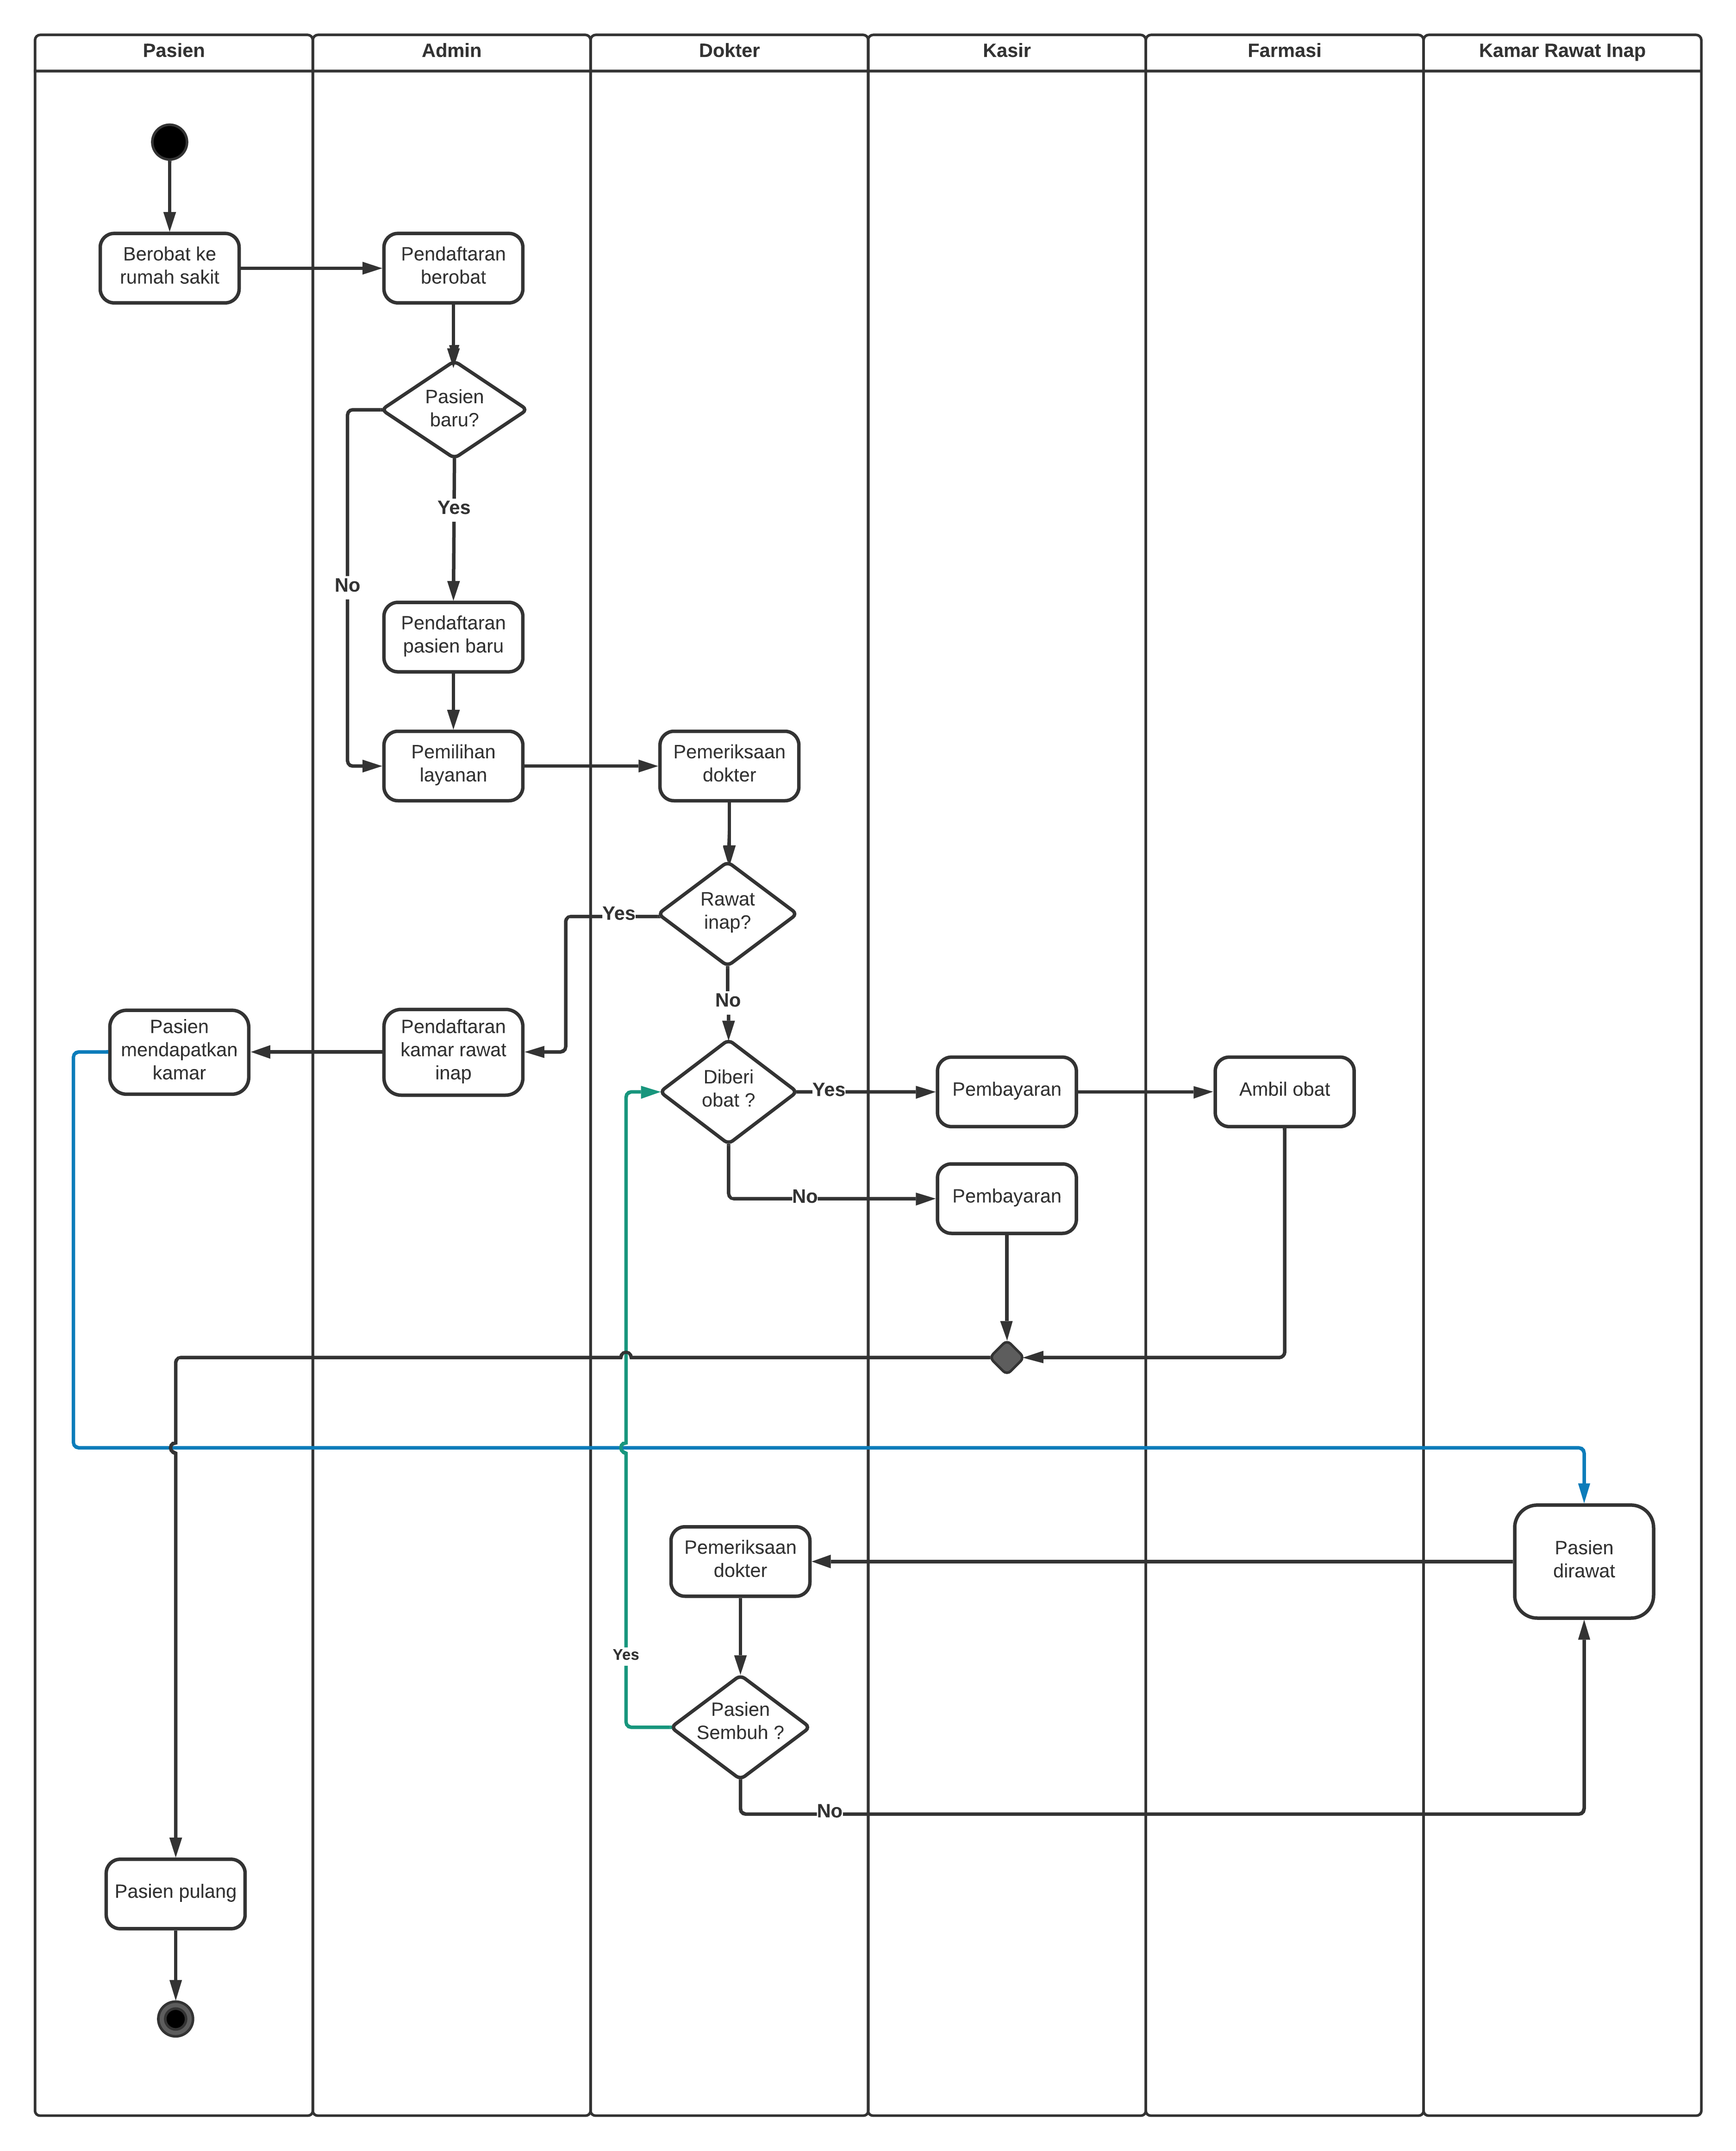 Pasien
Admin
Dokter
Kasir
Farmasi
Kamar Rawat Inap
Berobat ke
rumah sakit
Pendaftaran
berobat
Pasien
baru?
Yes
No
Pendaftaran
pasien baru
Pemilihan
layanan
Pemeriksaan
dokter
Rawat
inap?
Yes
No
Pasien
mendapatkan
kamar
Pendaftaran
kamar rawat
inap
Diberi
obat ?
Yes
Pembayaran
Ambil obat
No
Pembayaran
Pemeriksaan
dokter
Pasien
dirawat
Yes
Pasien
Sembuh ?
No
Pasien pulang